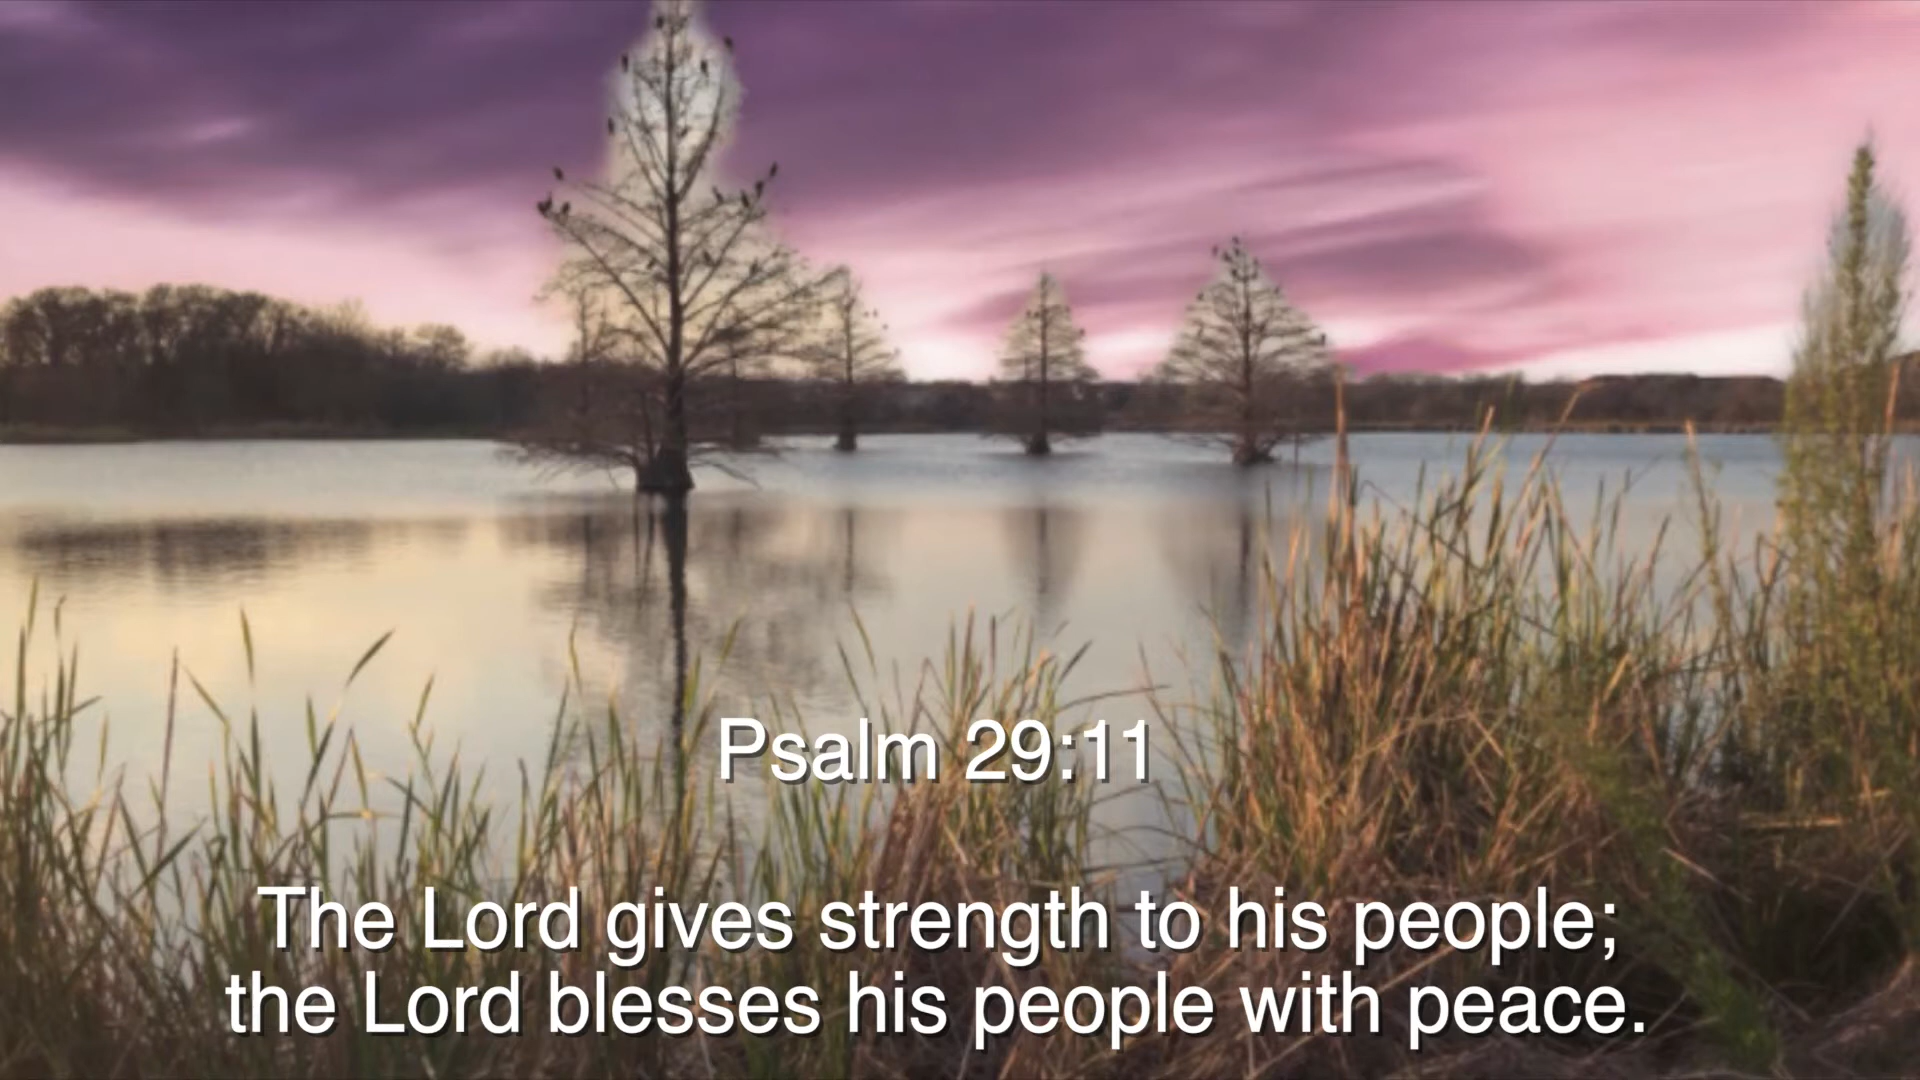 Psalm 29:11
The Lord gives strength to his people;
the Lord blesses his people with peace.